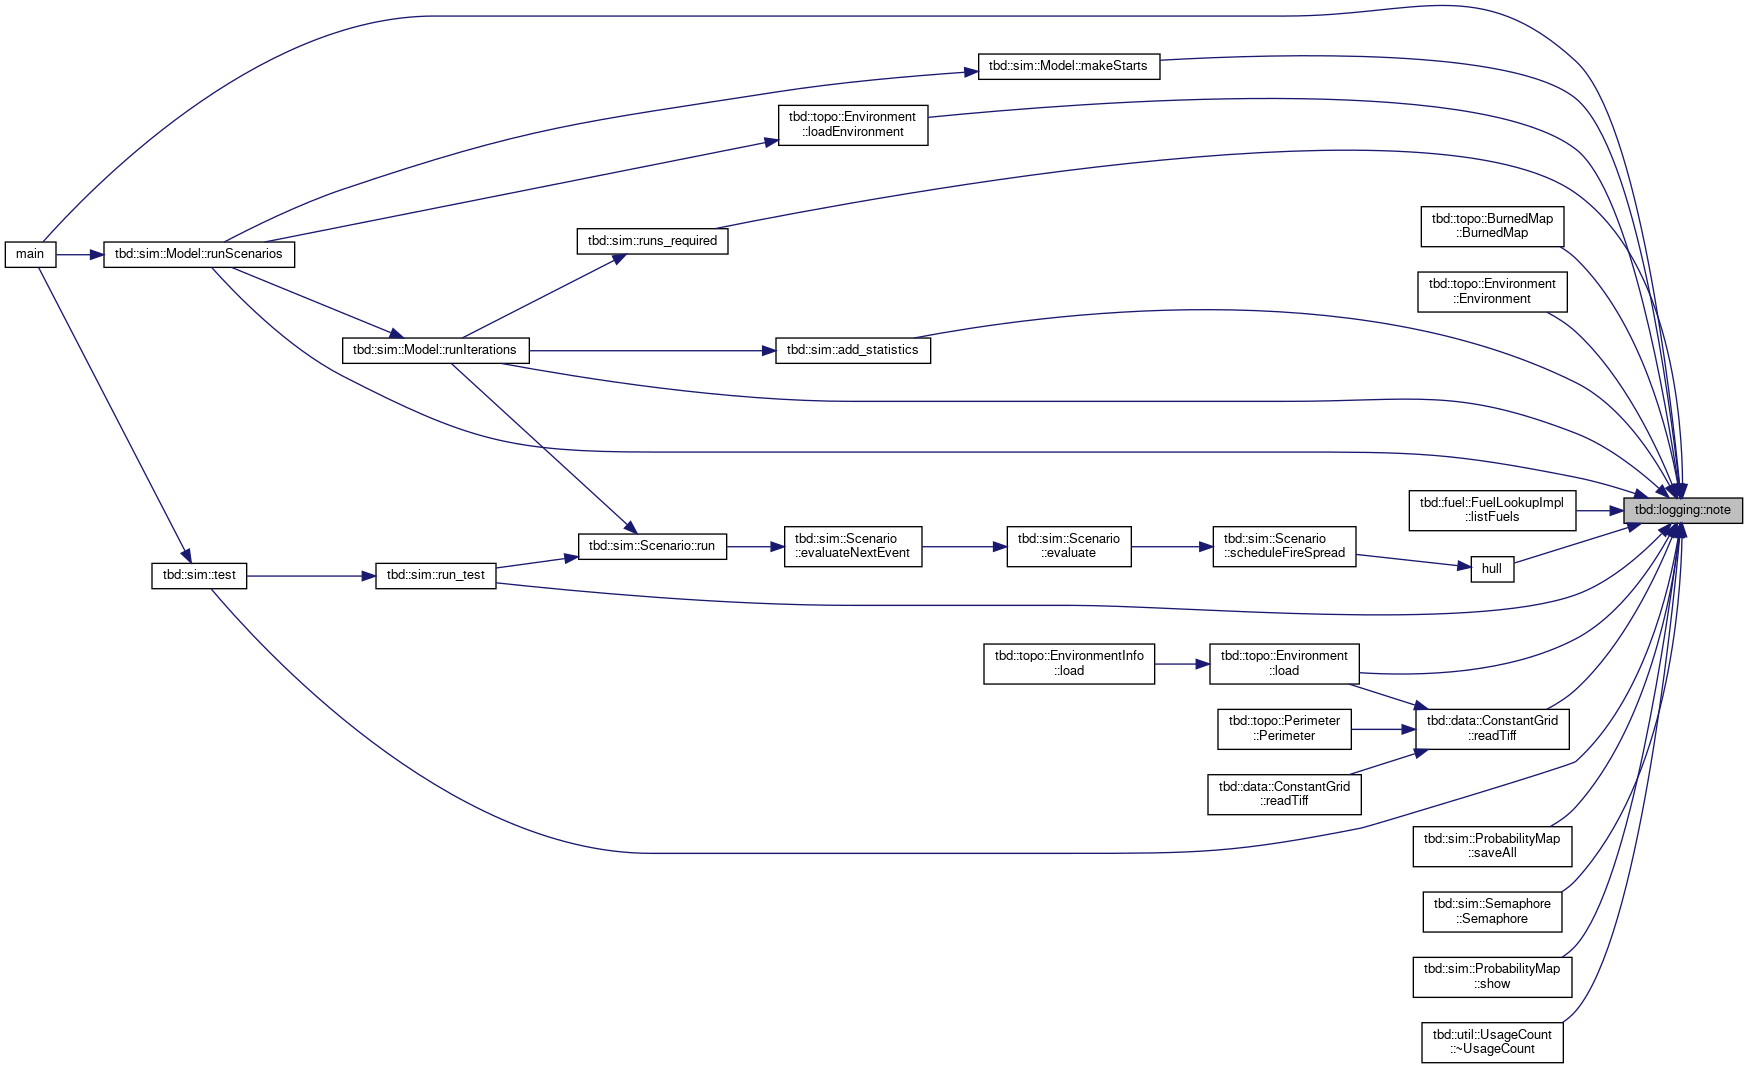 tbd::sim::Model::makeStarts
tbd::topo::Environment
::loadEnvironment
tbd::topo::BurnedMap
::BurnedMap
tbd::sim::runs_required
main
tbd::sim::Model::runScenarios
tbd::topo::Environment
::Environment
tbd::sim::Model::runIterations
tbd::sim::add_statistics
tbd::fuel::FuelLookupImpl
::listFuels
tbd::logging::note
tbd::sim::Scenario::run
tbd::sim::Scenario
::evaluateNextEvent
tbd::sim::Scenario
::evaluate
tbd::sim::Scenario
::scheduleFireSpread
hull
tbd::sim::test
tbd::sim::run_test
tbd::topo::EnvironmentInfo
::load
tbd::topo::Environment
::load
tbd::topo::Perimeter
::Perimeter
tbd::data::ConstantGrid
::readTiff
tbd::data::ConstantGrid
::readTiff
tbd::sim::ProbabilityMap
::saveAll
tbd::sim::Semaphore
::Semaphore
tbd::sim::ProbabilityMap
::show
tbd::util::UsageCount
::~UsageCount